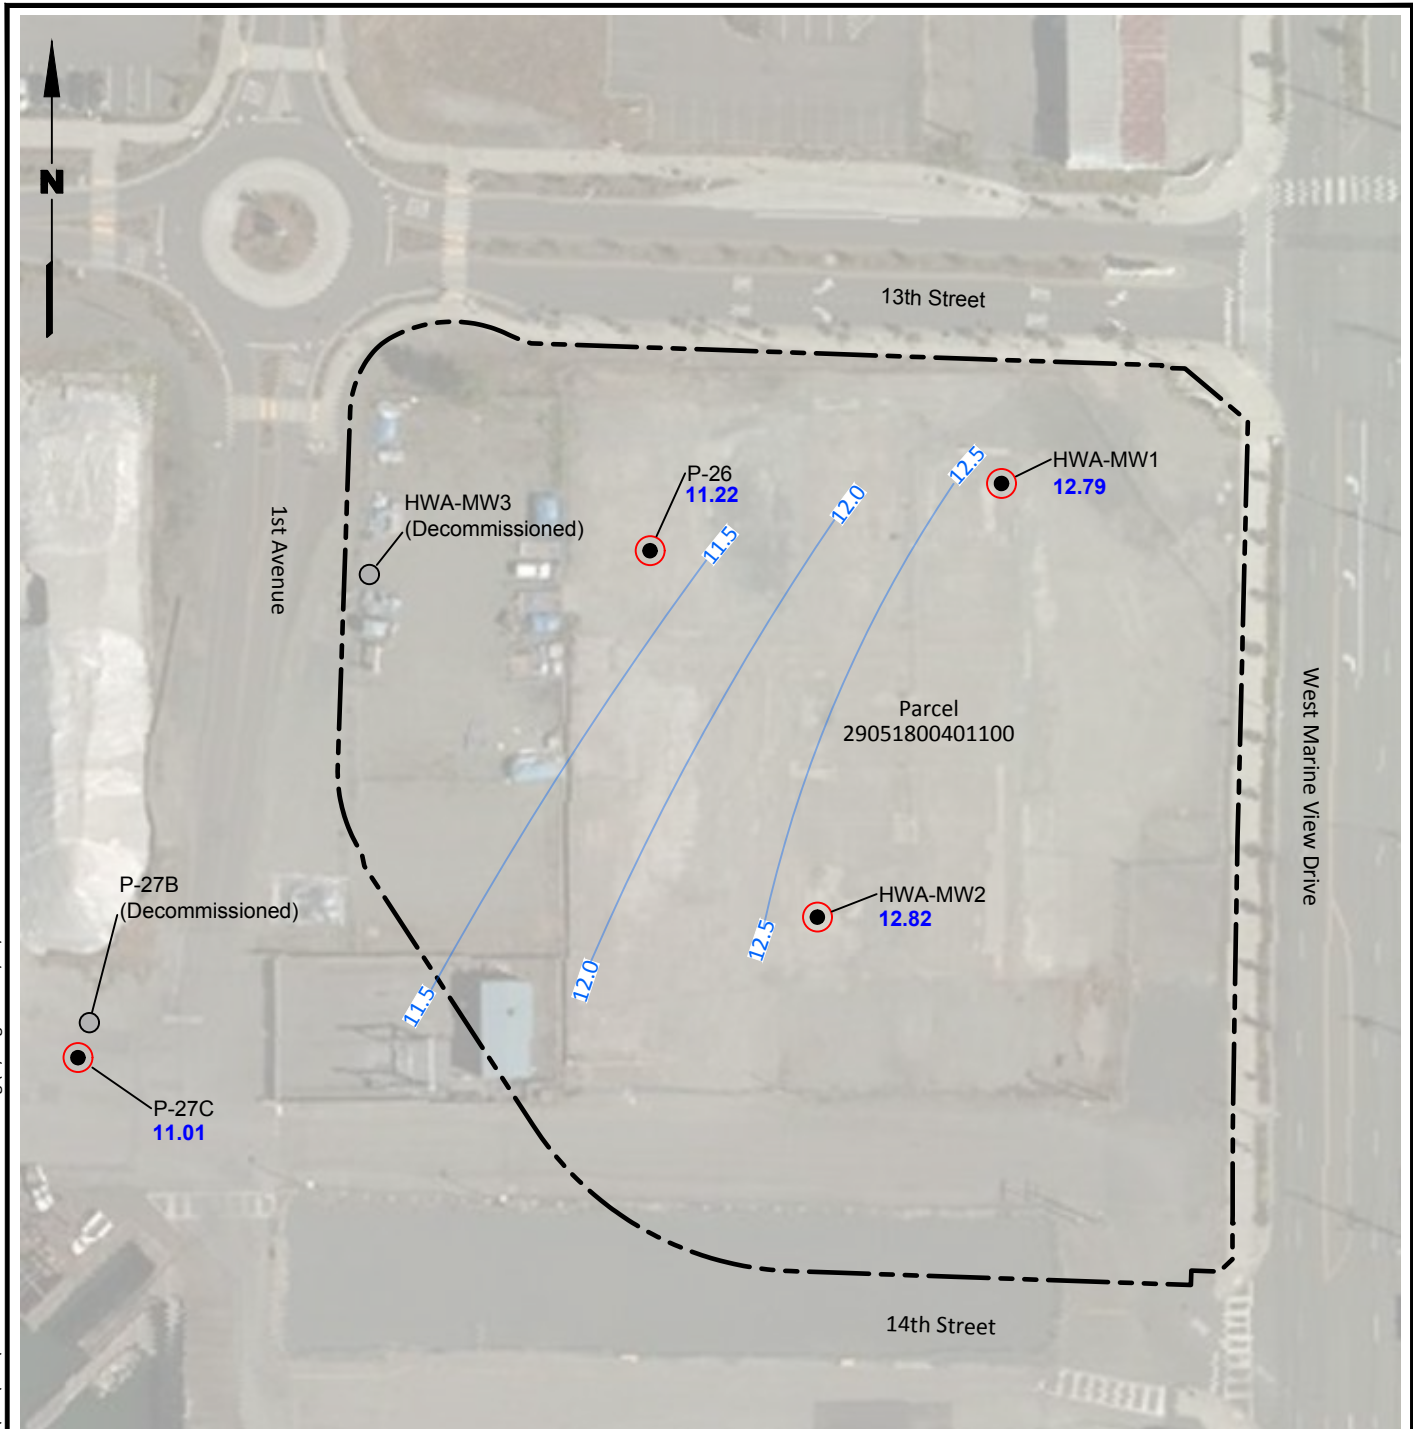 N
13th Street
12.5
HWA-MW1
12.79
P-26
11.22
12.0
HWA-MW3
(Decommissioned)
11.5
1st Avenue
Parcel
29051800401100
West Marine View Drive
P-27B
(Decommissioned)
HWA-MW2
12.82
12.5
12.0
11.5
P-27C
11.01
14th Street